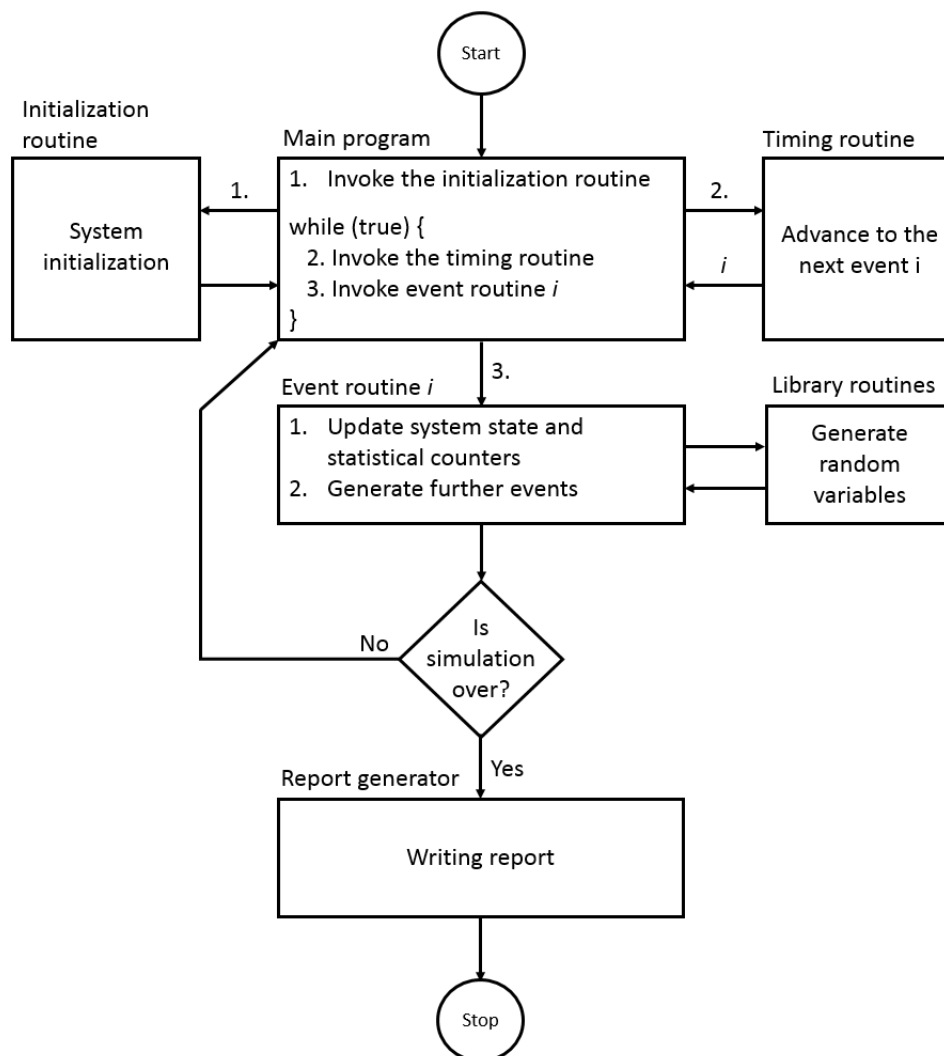 Start
Initialization
routine
Main program
Timing routine
1.
System
initialization
1. Invoke the initialization routine
while (true) {
2. Invoke the timing routine
3. Invoke event routine i
}
2.
i
Advance to the
next event i
3.
Event routine i
Library routines
1. Update system state and
statistical counters
2. Generate further events
Generate
random
variables
No
Is
simulation
over?
Yes
Report generator
Writing report
Stop